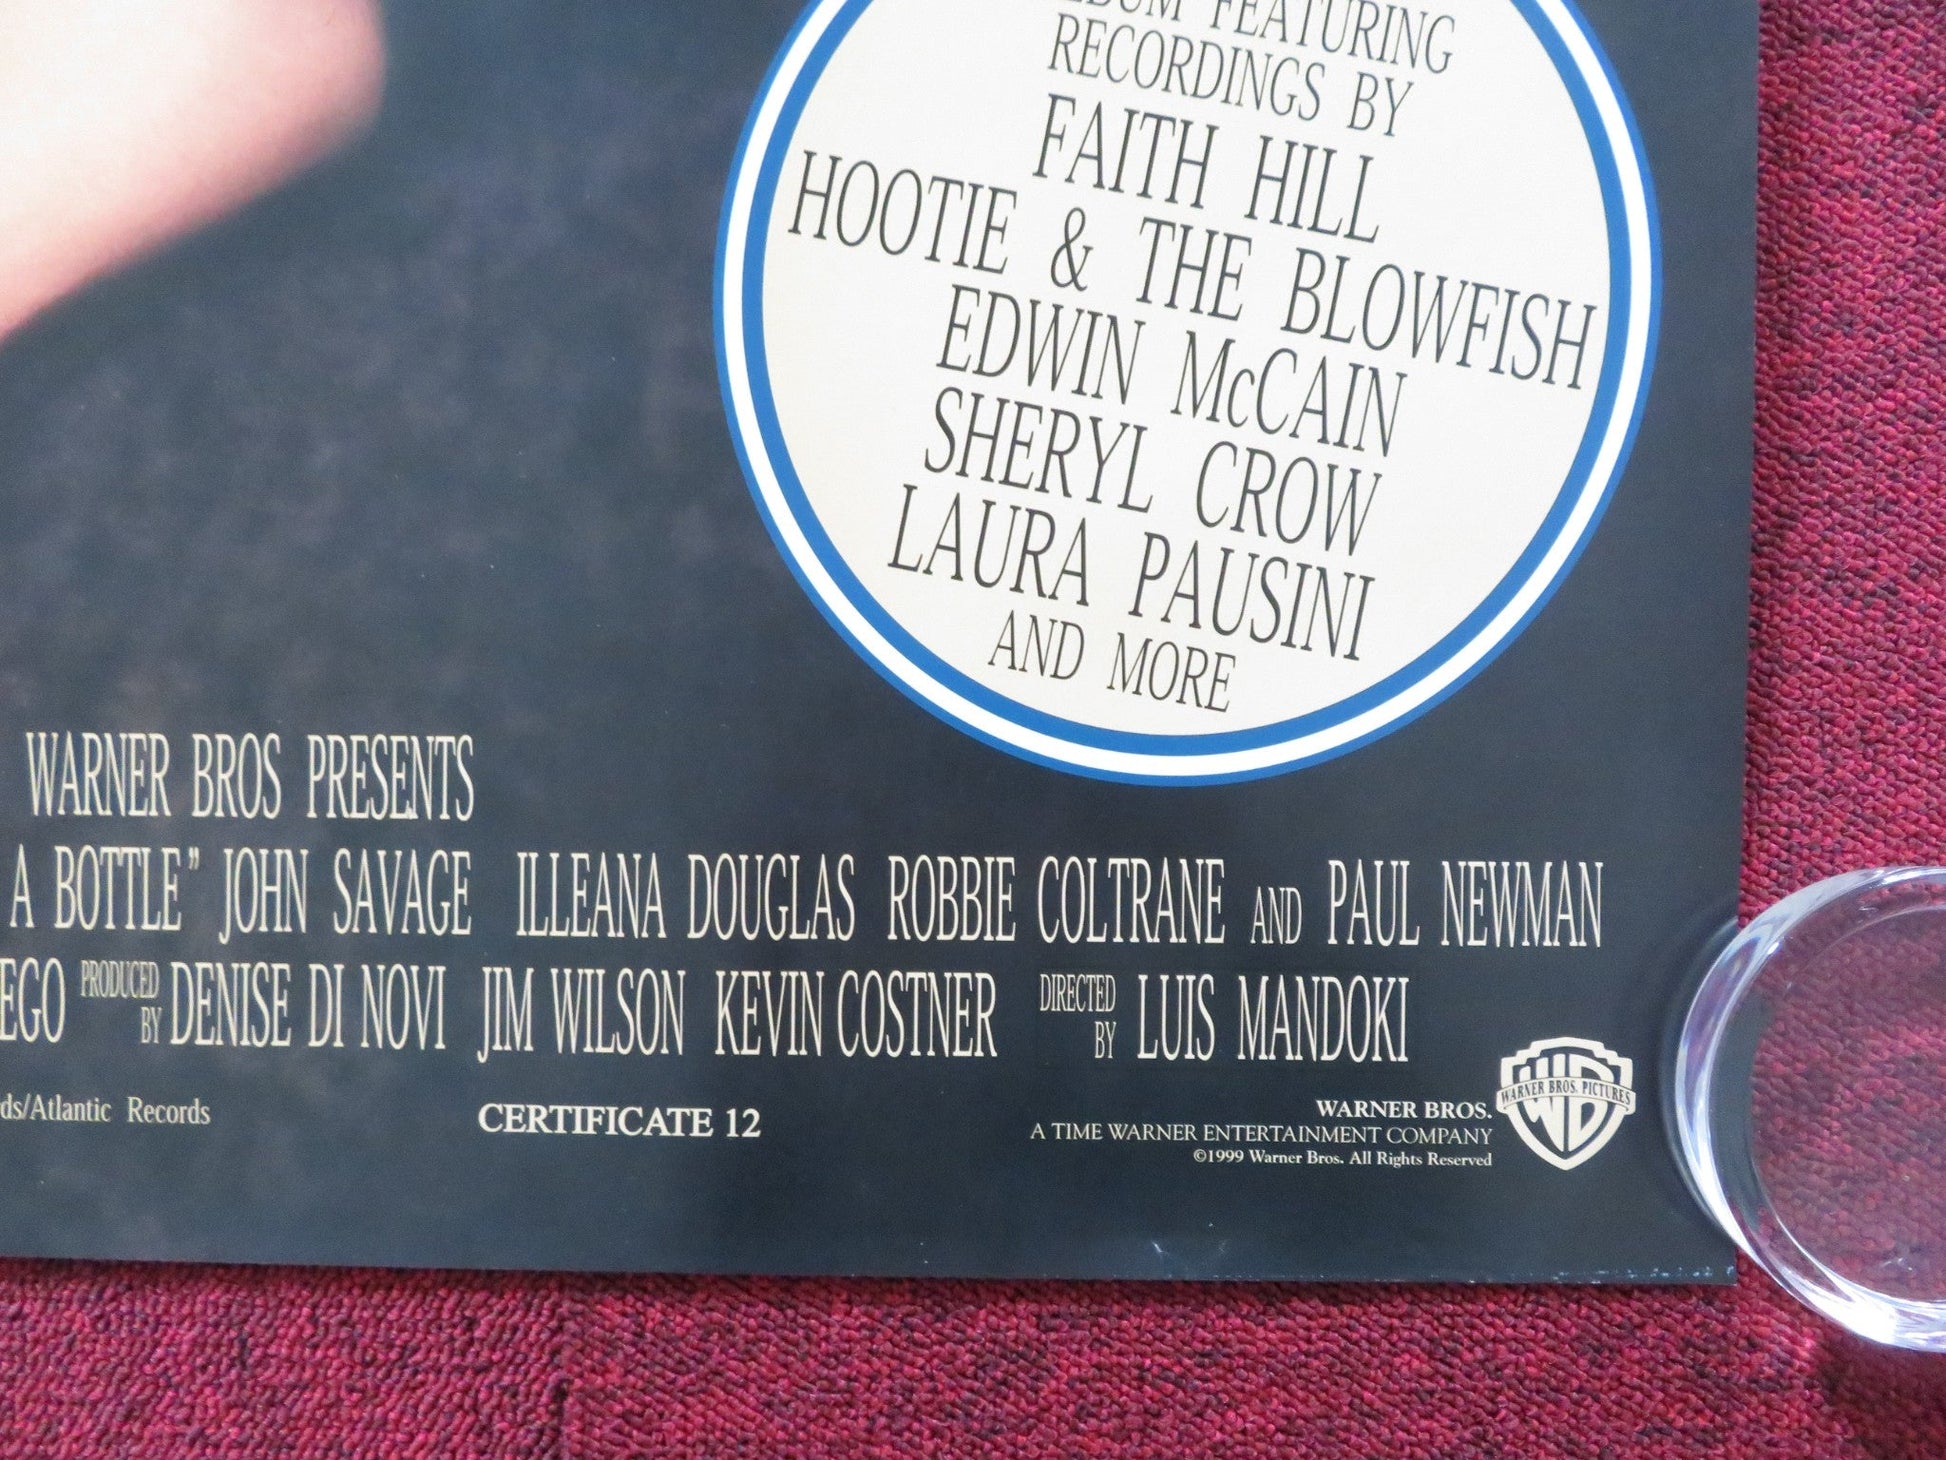 FEATURING
RECORDINGS BY
FAITH HILL
HOOTIE & THE BLOWFISH
EDWIN McCAIN
SHERYL CROW
LAURA PAUSINI
AND MORE
WARNER BROS PRESENTS
A BOTTLE" JOHN SAVAGE ILLEANA DOUGLAS ROBBIE COLTRANE AND PAUL NEWMAN
EGO PRODUCED BY DENISE DI NOVI JIM WILSON KEVIN COSTNER DIRECTED BY LUIS MANDOKI
ds/Atlantic Records
CERTIFICATE 12
WARNER BROS.
A TIME WARNER ENTERTAINMENT COMPANY
©1999 Warner Bros. All Rights Reserved
WARNER BROS. PICTURES